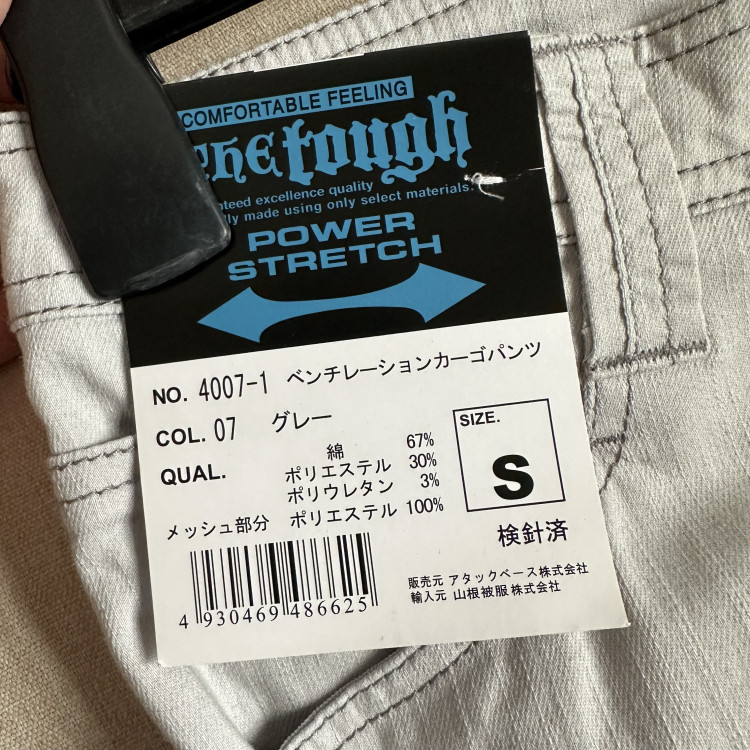 COMFORTABLE FEELING
the tough
excellence quality
made using only select materials.
POWER
STRETCH
NO. 4007-1 ベンチレーションカーゴパンツ
COL. 07 グレー
QUAL.
綿 67%
ポリエステル 30%
ポリウレタン 3%
メッシュ部分 ポリエステル 100%
SIZE.
S
検針済
4 930469 486625
販売元 アタックベース株式会社
輸入元 山根被服株式会社